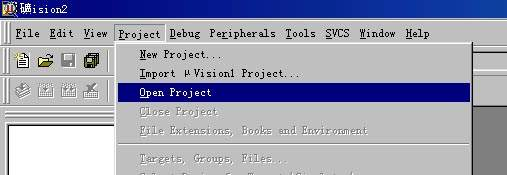 礦ision2
File Edit View Project Debug Peripherals Tools SVCS Window Help
New Project...
Import μVision1 Project...
Open Project
Close Project
File Extensions, Books and Environment
Targets, Groups, Files...